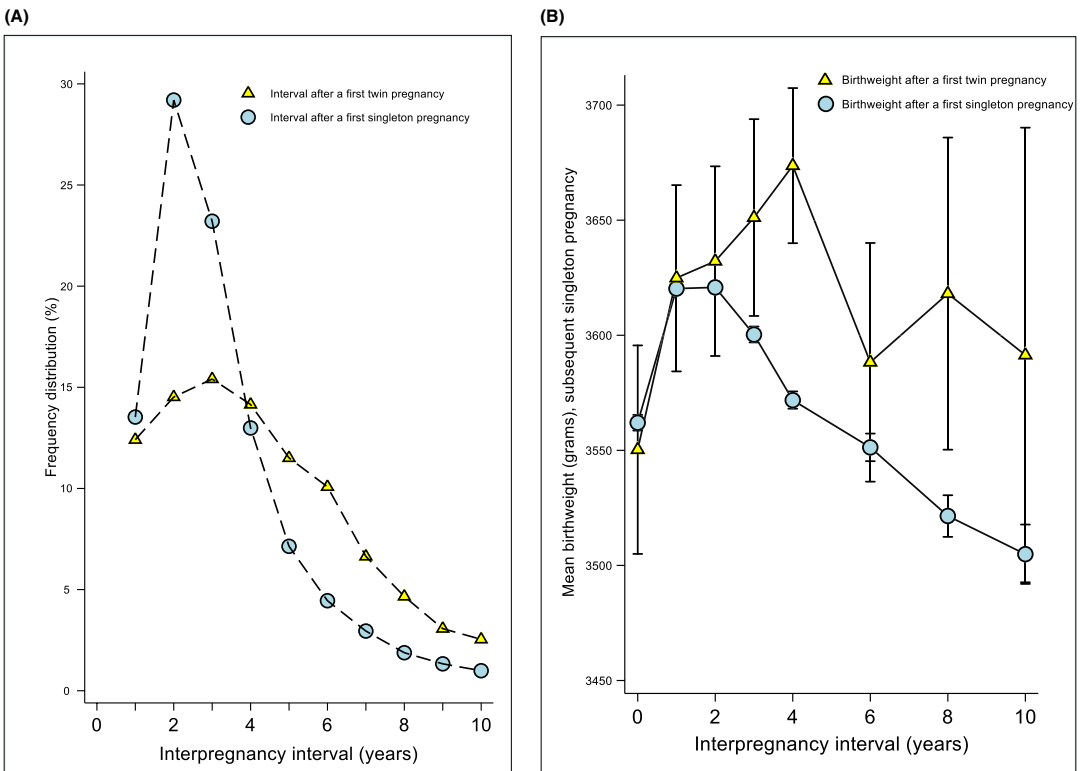 (A)
Interval after a first twin pregnancy
Interval after a first singleton pregnancy
Frequency distribution (%)
30
25
20
15
10
5
0
0 2 4 6 8 10
Interpregnancy interval (years)
(B)
Birthweight after a first twin pregnancy
Birthweight after a first singleton pregnancy
Mean birthweight (grams), subsequent singleton pregnancy
3700
3650
3600
3550
3500
3450
0 2 4 6 8 10
Interpregnancy interval (years)